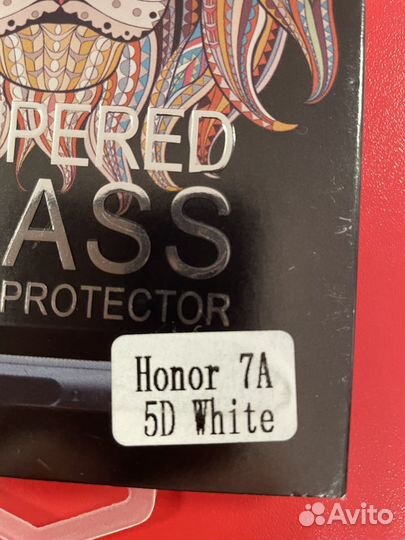 PERED
ASS
PROTECTOR
Honor 7A
5D White
Avito